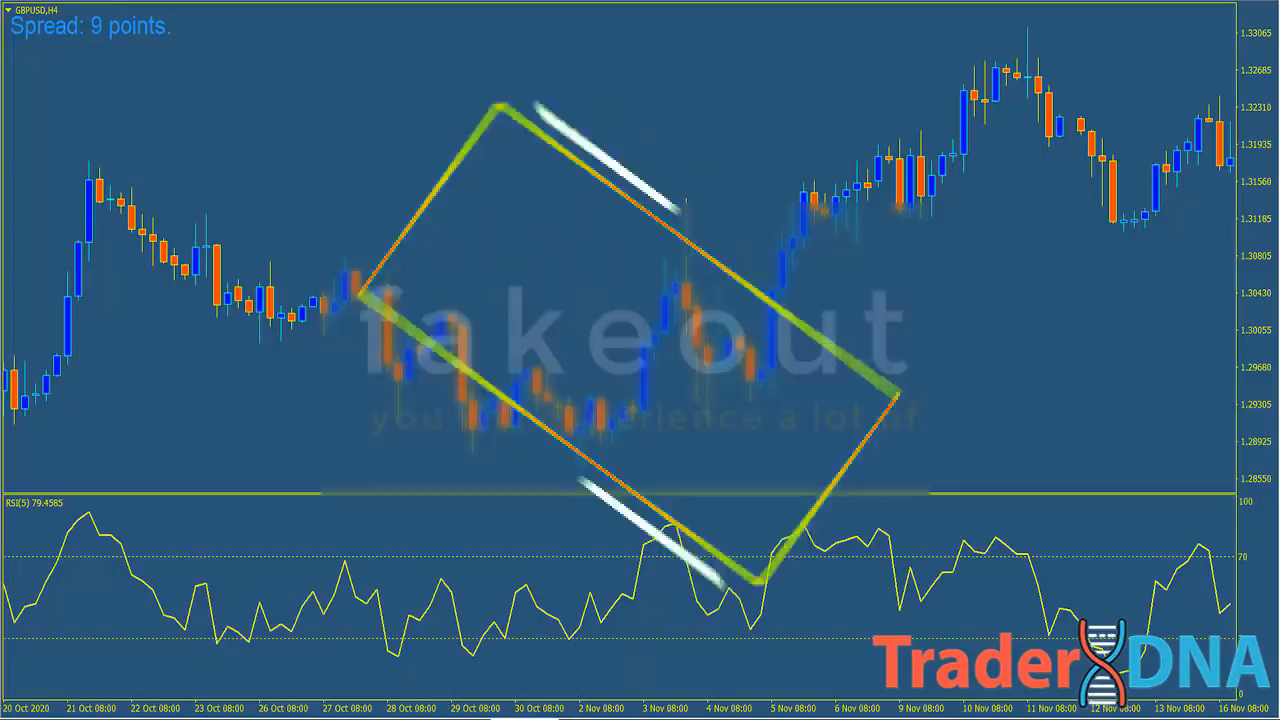 GBPUSD,H4
Spread: 9 points.
1.33065
1.32685
1.32310
1.31935
1.31560
1.31185
1.30805
1.30430
1.30055
1.29680
1.29305
1.28925
1.28550
fakeout
you experience a lot of
RSI(5) 79.4585
100
70
0
TraderDNA
20 Oct 2020 21 Oct 08:00 22 Oct 08:00 23 Oct 08:00 26 Oct 08:00 27 Oct 08:00 28 Oct 08:00 29 Oct 08:00 30 Oct 08:00 2 Nov 08:00 3 Nov 08:00 4 Nov 08:00 5 Nov 08:00 6 Nov 08:00 9 Nov 08:00 10 Nov 08:00 11 Nov 08:00 12 Nov 08:00 13 Nov 08:00 16 Nov 08:00